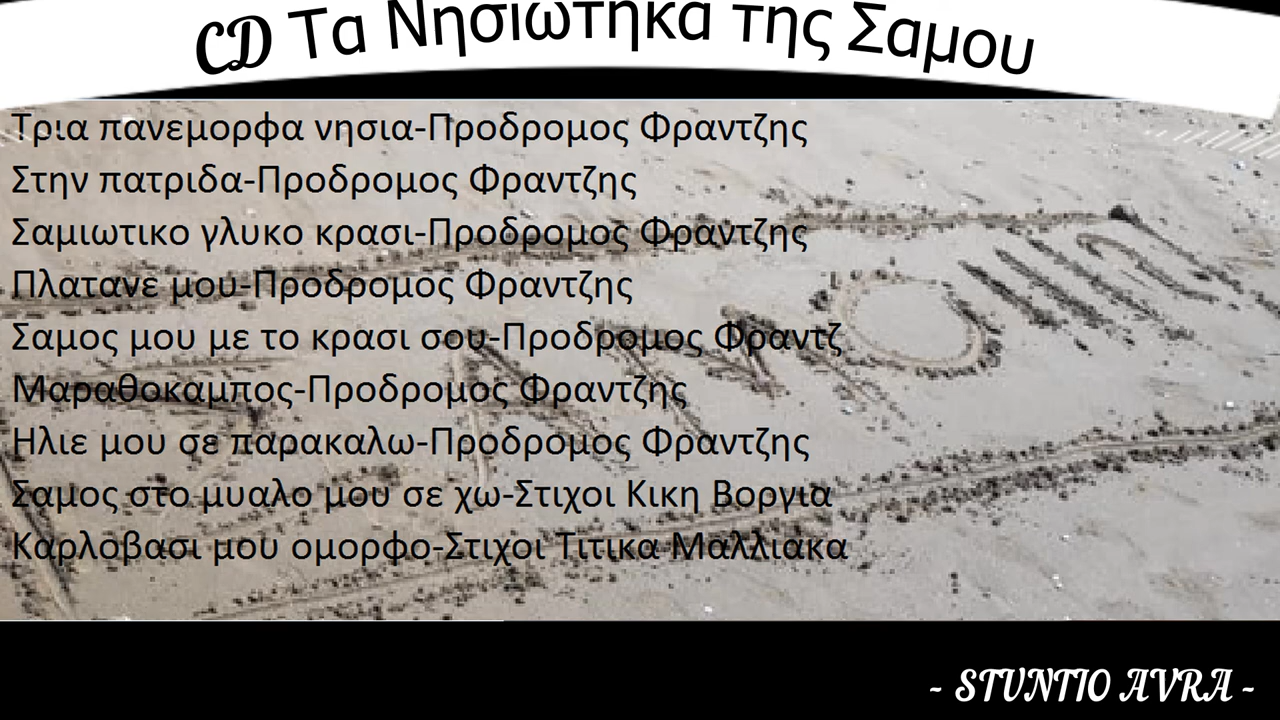 CD Τα Νησιωτηκα της Σαμου
Τρια πανεμορφα νησια-Προδρομος Φραντζης
Στην πατριδα-Προδρομος Φραντζης
Σαμιωτικο γλυκο κρασι-Προδρομος Φραντζης
Πλατανε μου-Προδρομος Φραντζης
Σαμος μου με το κρασι σου-Προδρομος Φραντζ
Μαραθοκαμπος-Προδρομος Φραντζης
Ηλιε μου σε παρακαλω-Προδρομος Φραντζης
Σαμος στο μυαλο μου σε χω-Στιχοι Κικη Βοργια
Καρλοβασι μου ομορφο-Στιχοι Τιτικα Μαλλιακα
- STUNTIO AVRA -